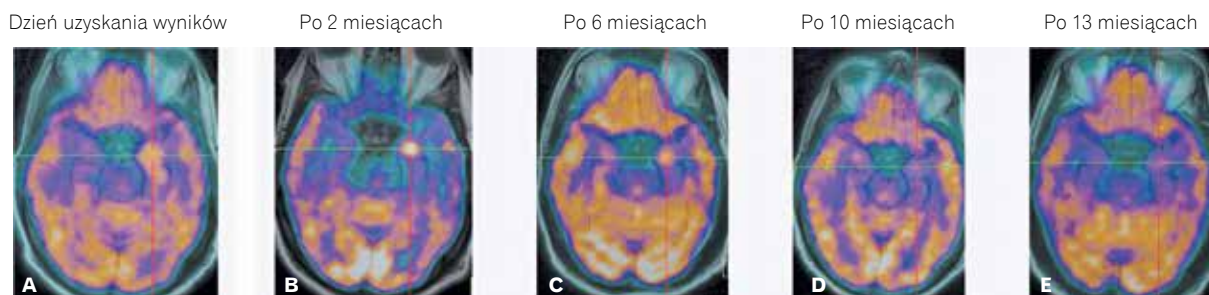 Dzień uzyskania wyników
Po 2 miesiącach
Po 6 miesiącach
Po 10 miesiącach
Po 13 miesiącach
A
B
C
D
E